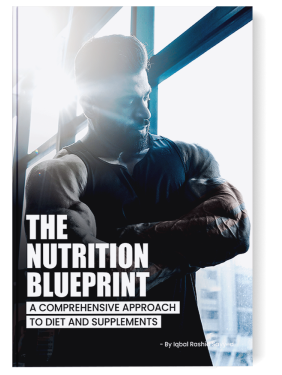 THE
NUTRITION
BLUEPRINT
A COMPREHENSIVE APPROACH
TO DIET AND SUPPLEMENTS
- By Iqbal